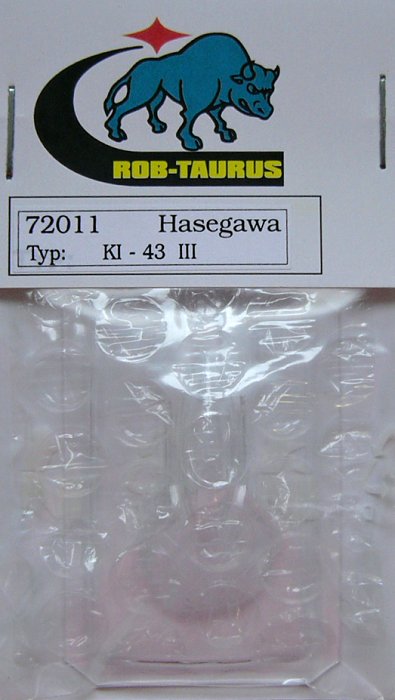 ROB-TAURUS
72011 Hasegawa
Typ: KI - 43 III